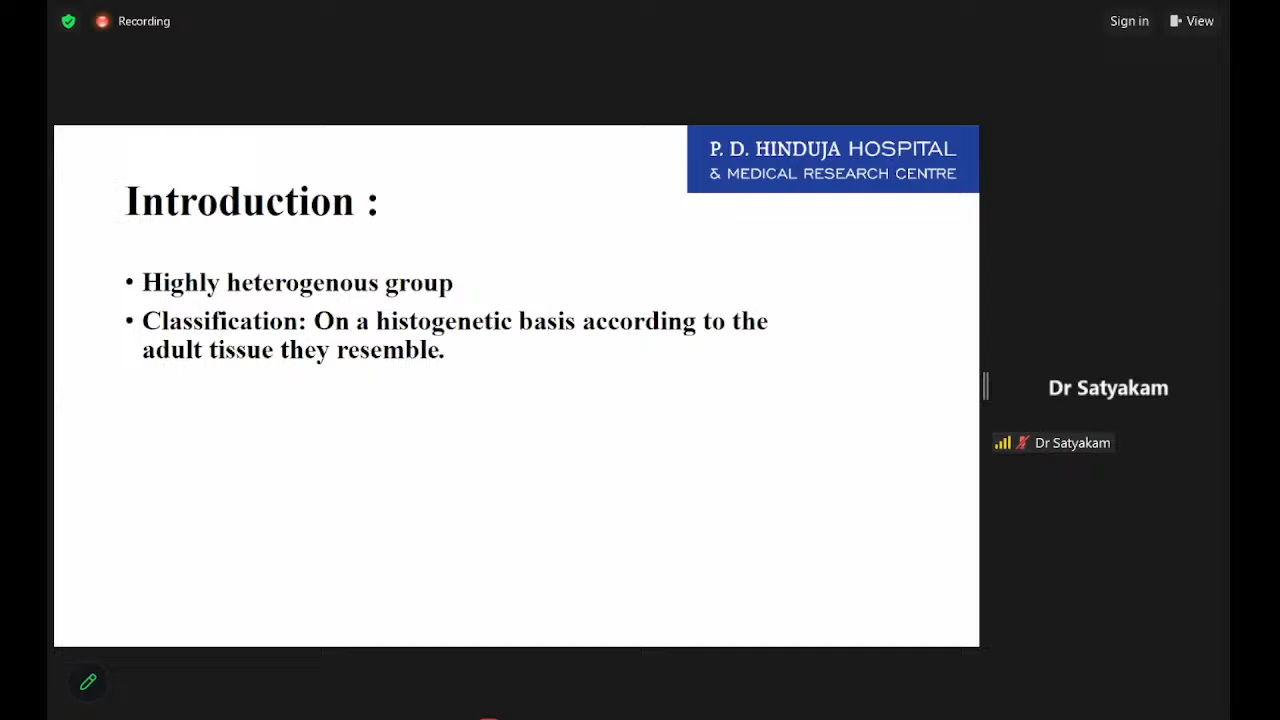 Recording
Sign in
View
P. D. HINDUJA HOSPITAL
& MEDICAL RESEARCH CENTRE
Introduction :
• Highly heterogenous group
• Classification: On a histogenetic basis according to the
adult tissue they resemble.
Dr Satyakam
Dr Satyakam